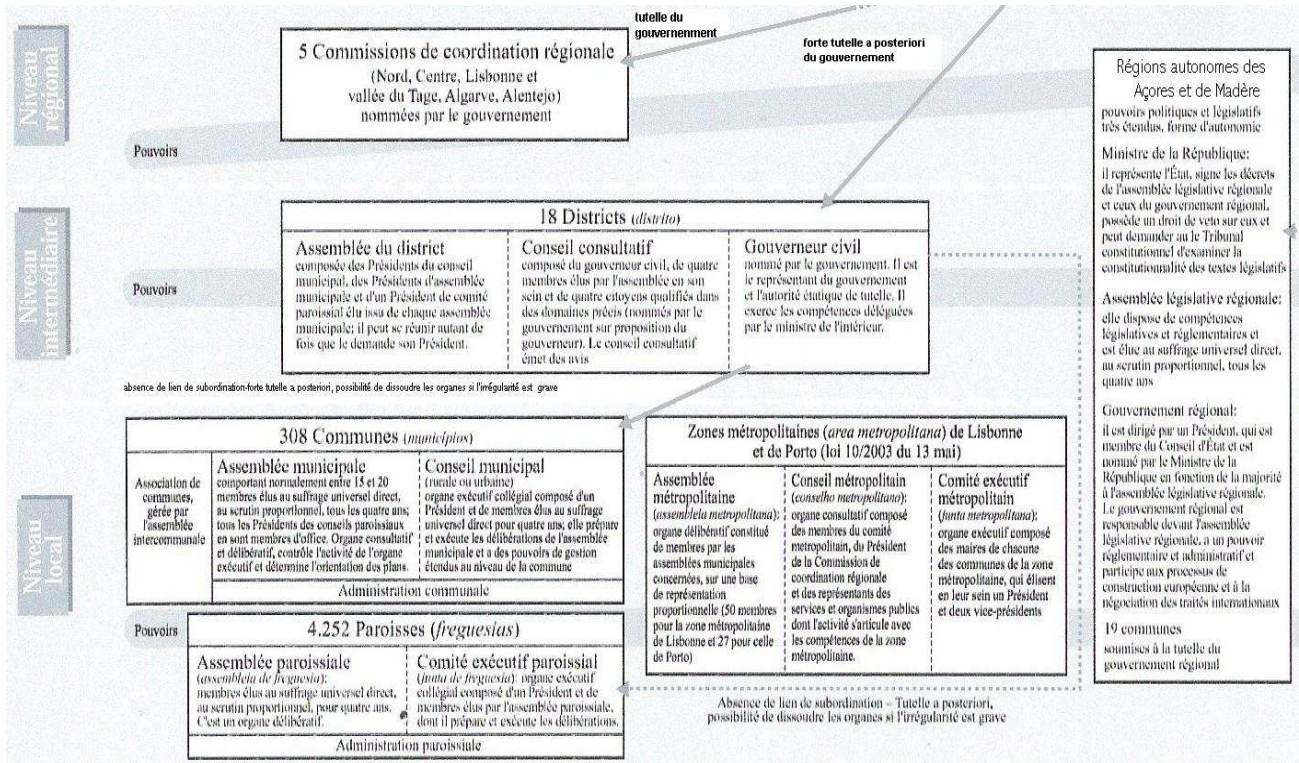 Niveau
régional
tutelle du
gouvernenment
forte tutelle a posteriori
du gouvernement
5 Commissions de coordination régionale
(Nord, Centre, Lisbonne et
vallée du Tage, Algarve, Alentejo)
nommées par le gouvernement
Pouvoirs
Niveau
intermédiaire
18 Districts (distrito)
Assemblée du district
composée des Présidents du conseil
municipal, des Présidents d'assemblée
municipale et d'un Président de comité
paroissial élu issu de chaque assemblée
municipale; il peut se réunir autant de
fois que le demande son Président.
Conseil consultatif
composé du gouverneur civil, de quatre
membres élus par l'assemblée en son
sein et de quatre citoyens qualifiés dans
des domaines précis (nommés par le
gouvernement sur proposition du
gouverneur). Le conseil consultatif
émet des avis
Gouverneur civil
nommé par le gouvernement. Il est
le représentant du gouvernement
et l'autorité étatique de tutelle. Il
exerce les compétences déléguées
par le ministre de l'intérieur.
Pouvoirs
absence de lien de subordination-forte tutelle a posteriori, possibilité de dissoudre les organes si l'irrégularité est grave
Niveau
local
308 Communes (municipios)
Association de
communes,
gérée par
l'assemblée
intercommunale
Assemblée municipale
comportant normalement entre 15 et 20
membres élus au suffrage universel direct,
au scrutin proportionnel, tous les quatre ans;
tous les Présidents des conseils paroissiaux
en sont membres d'office. Organe consultatif
et délibératif, contrôle l'activité de l'organe
exécutif et détermine l'orientation des plans.
Conseil municipal
(rurale ou urbaine)
organe exécutif collégial composé d'un
Président et de membres élus au suffrage
universel direct pour quatre ans; elle prépare
et exécute les délibérations de l'assemblée
municipale et a des pouvoirs de gestion
étendus au niveau de la commune
Administration communale
Pouvoirs
4.252 Paroisses (freguesias)
Assemblée paroissiale
(assembleia de freguesia):
membres élus au suffrage universel direct,
au scrutin proportionnel, pour quatre ans.
C'est un organe délibératif.
Comité exécutif paroissial
(junta de freguesia): organe exécutif
collégial composé d'un Président et de
membres élus par l'assemblée paroissiale,
dont il prépare et exécute les délibérations.
Administration paroissiale
Zones métropolitaines (area metropolitana) de Lisbonne
et de Porto (loi 10/2003 du 13 mai)
Assemblée
métropolitaine
(assembleia metropolitana):
organe délibératif constitué
de membres par les
assemblées municipales
concernées, sur une base
de représentation
proportionnelle (50 membres
pour la zone métropolitaine
de Lisbonne et 27 pour celle
de Porto)
Conseil métropolitain
(conselho metropolitano):
organe consultatif composé
des membres du comité
metropolitain, du Président
de la Commission de
coordination régionale
et des représentants des
services et organismes publics
dont l'activité s'articule avec
les compétences de la zone
métropolitaine.
Comité exécutif
métropolitain
(junta metropolitana):
organe exécutif composé
des maires de chacune
des communes de la zone
métropolitaine, qui élisent
en leur sein un Président
et deux vice-présidents
Absence de lien de subordination – Tutelle a posteriori,
possibilité de dissoudre les organes si l'irrégularité est grave
Régions autonomes des
Açores et de Madère
pouvoirs politiques et législatifs
très étendus, forme d'autonomie
Ministre de la République:
il représente l'État, signe les décrets
de l'assemblée législative régionale
et ceux du gouvernement régional,
possède un droit de veto sur eux et
peut demander au le Tribunal
constitutionnel d'examiner la
constitutionnalité des textes législatifs
Assemblée législative régionale:
elle dispose de compétences
législatives et réglementaires et
est élue au suffrage universel direct,
au scrutin proportionnel, tous les
quatre ans
Gouvernement régional:
il est dirigé par un Président, qui est
membre du Conseil d'État et est
nommé par le Ministre de la
République en fonction de la majorité
à l'assemblée législative régionale.
Le gouvernement régional est
responsable devant l'assemblée
législative régionale, a un pouvoir
réglementaire et administratif et
participe aux processus de
construction européenne et à la
négociation des traités internationaux
19 communes
soumises à la tutelle du
gouvernement régional